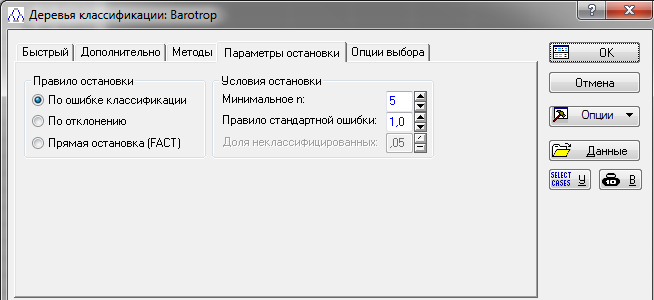 Деревья классификации: Barotrop
?
Быстрый Дополнительно Методы Параметры остановки Опции выбора
OK
Отмена
Опции
Данные
SELECT CASES У
В
Правило остановки
По ошибке классификации
По отклонению
Прямая остановка (FACT)
Условия остановки
Минимальное n: 5
Правило стандартной ошибки: 1,0
Доля неклассифицированных: ,05